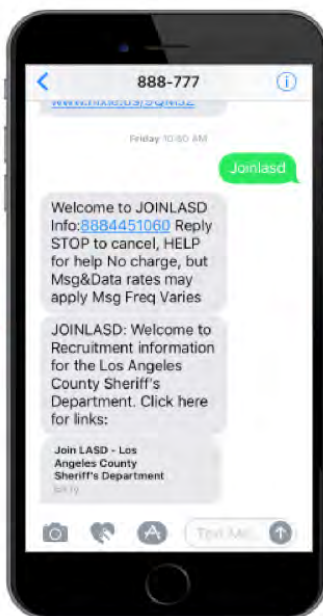 888-777
Friday 10:60 AM
Joinlasd
Welcome to JOINLASD
Info:8884451060 Reply
STOP to cancel, HELP
for help No charge, but
Msg&Data rates may
apply Msg Freq Varies
JOINLASD: Welcome to
Recruitment information
for the Los Angeles
County Sheriff's
Department. Click here
for links:
Join LASD - Los
Angeles County
Sheriff's Department
bit.ly